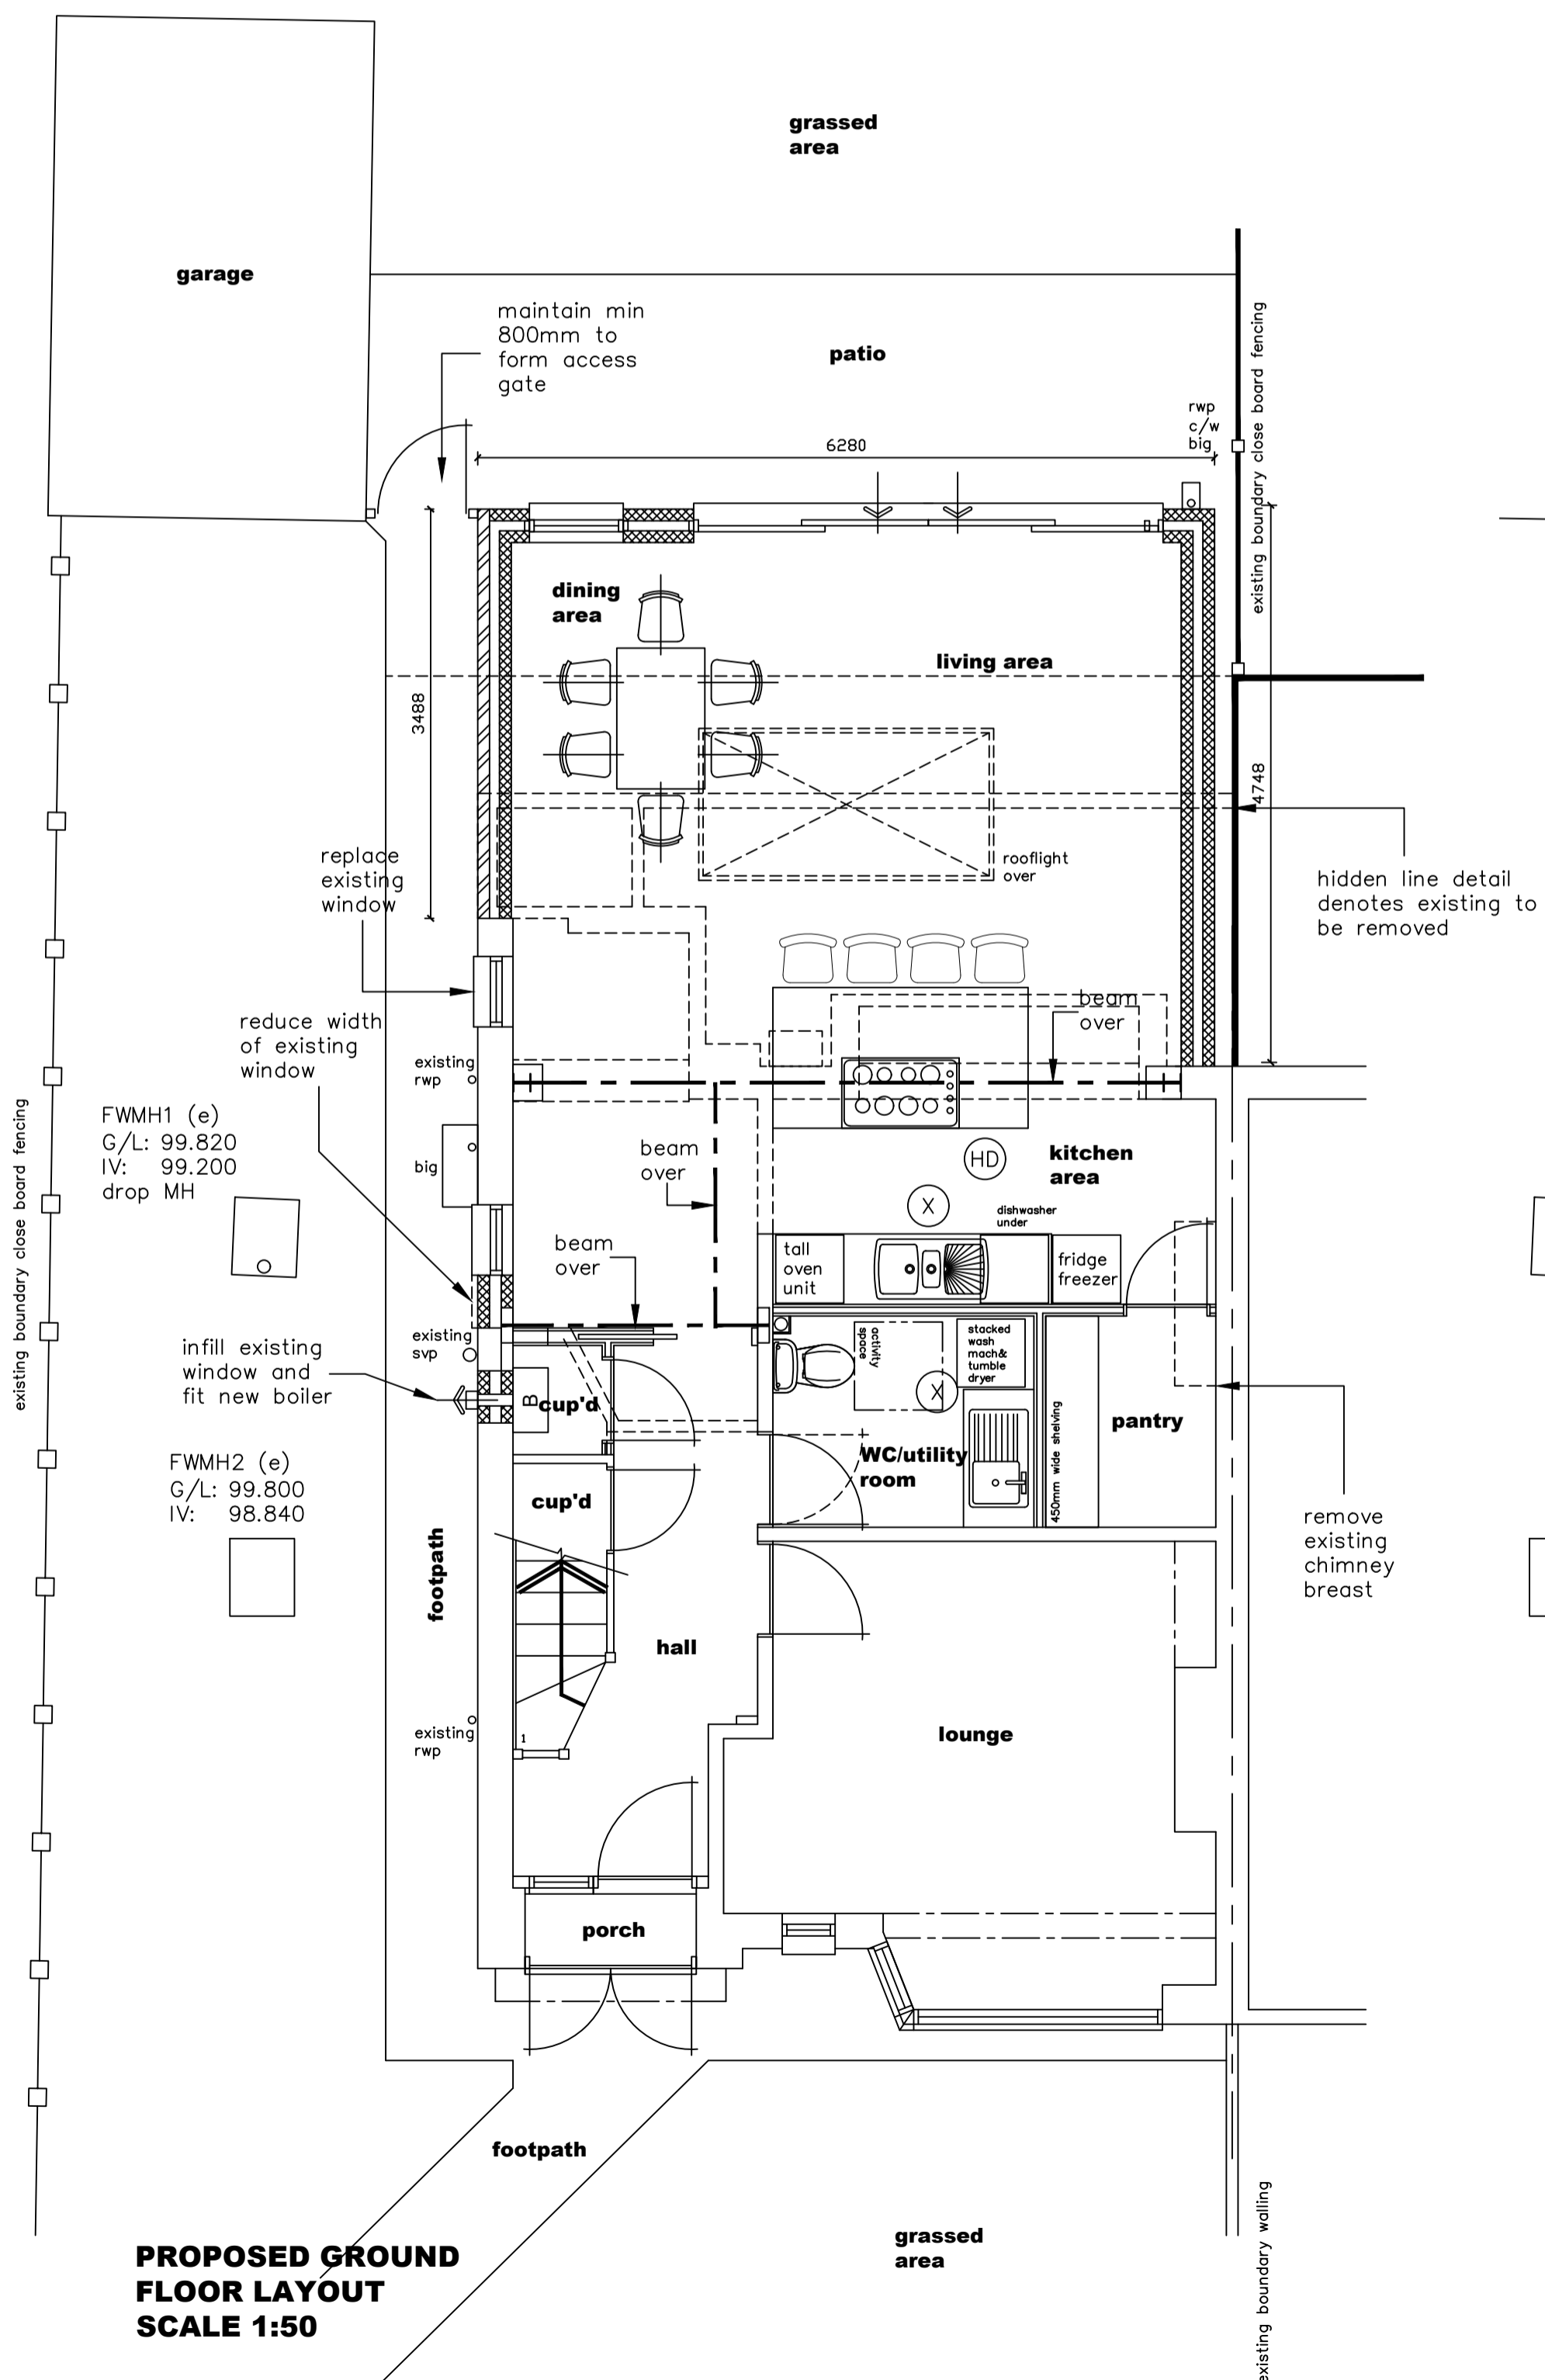 grassed
area
garage
maintain min
800mm to
form access
gate
patio
existing boundary close board fencing
rwp
c/w
big
6280
dining
area
living area
3488
4748
rooflight
over
replace
existing
window
hidden line detail
denotes existing to
be removed
beam
over
reduce width
of existing
window
existing
rwp
existing boundary close board fencing
FWMH1 (e)
G/L: 99.820
IV: 99.200
drop MH
big
beam
over
HD
kitchen
area
X
dishwasher
under
beam
over
tall
oven
unit
fridge
freezer
infill existing
window and
fit new boiler
existing
svp
activity
space
stacked
wash
mach&
tumble
dryer
X
B
cup'd
pantry
450mm wide shelving
WC/utility
room
FWMH2 (e)
G/L: 99.800
IV: 98.840
cup'd
remove
existing
chimney
breast
footpath
hall
existing
rwp
1
lounge
porch
footpath
grassed
area
existing boundary walling
PROPOSED GROUND
FLOOR LAYOUT
SCALE 1:50